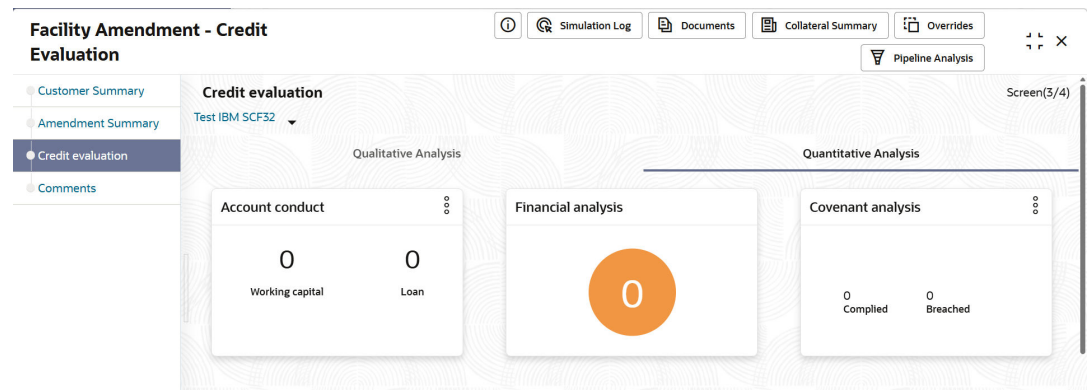 Facility Amendment - Credit
Evaluation
Simulation Log
Documents
Collateral Summary
Overrides
Pipeline Analysis
Customer Summary
Amendment Summary
Credit evaluation
Comments
Credit evaluation
Screen(3/4)
Test IBM SCF32
Qualitative Analysis
Quantitative Analysis
Account conduct
0 0
Working capital Loan
Financial analysis
0
Covenant analysis
0 0
Complied Breached